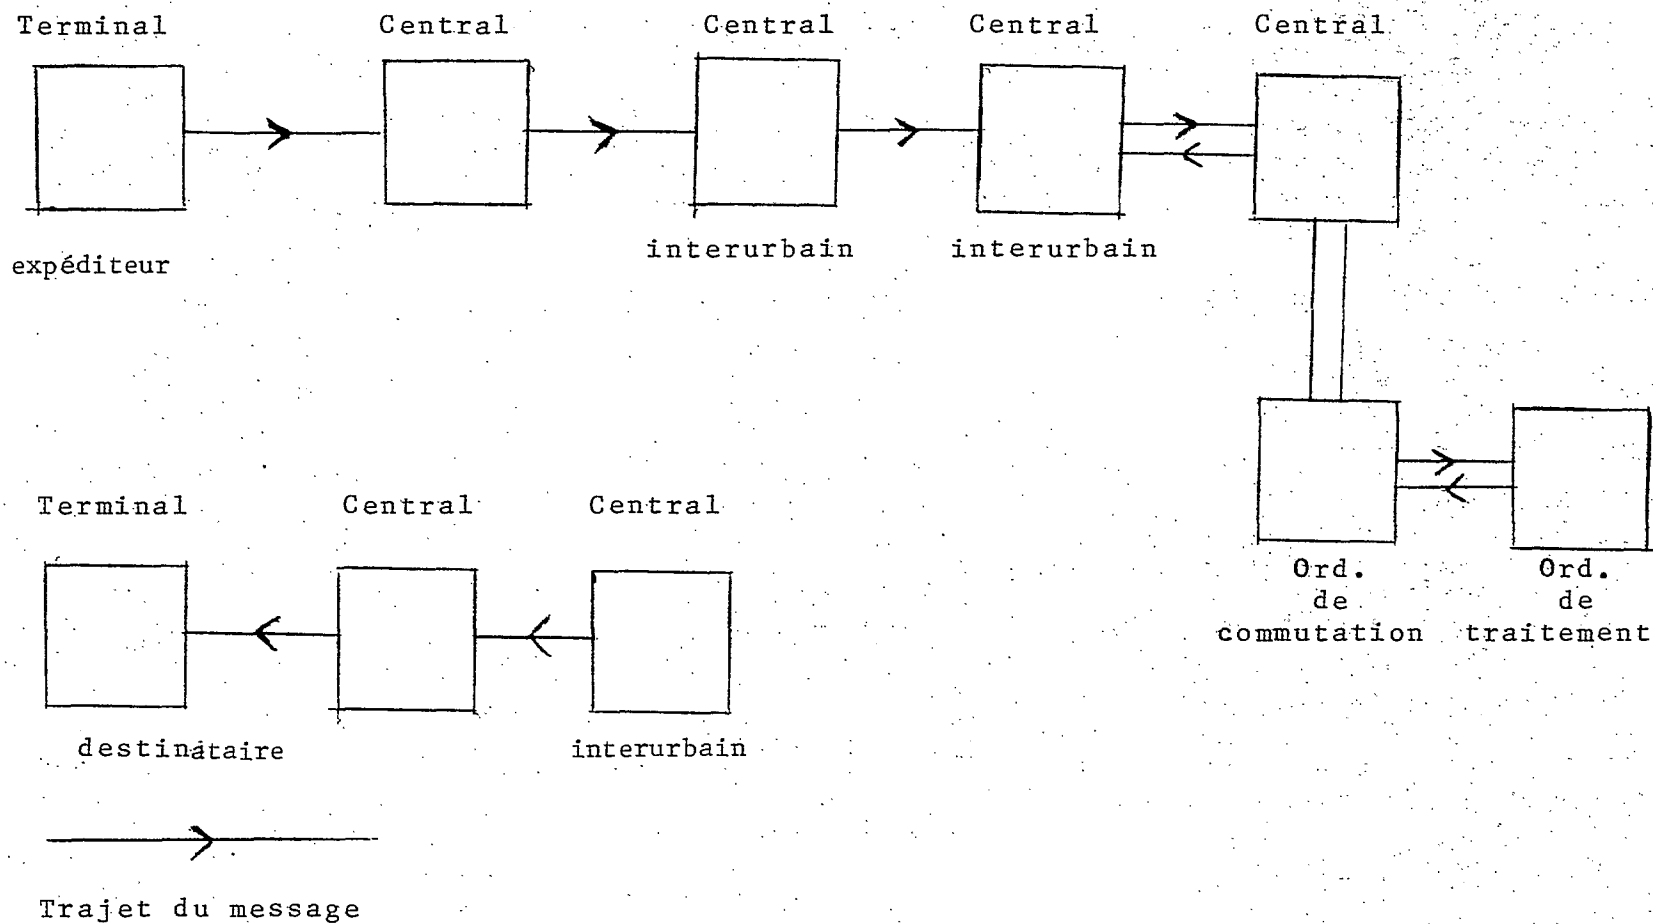 Terminal Central Central Central Central
expéditeur interurbain interurbain
Terminal Central Central
Ord. Ord.
de de
commutation traitement
destinataire interurbain
Trajet du message